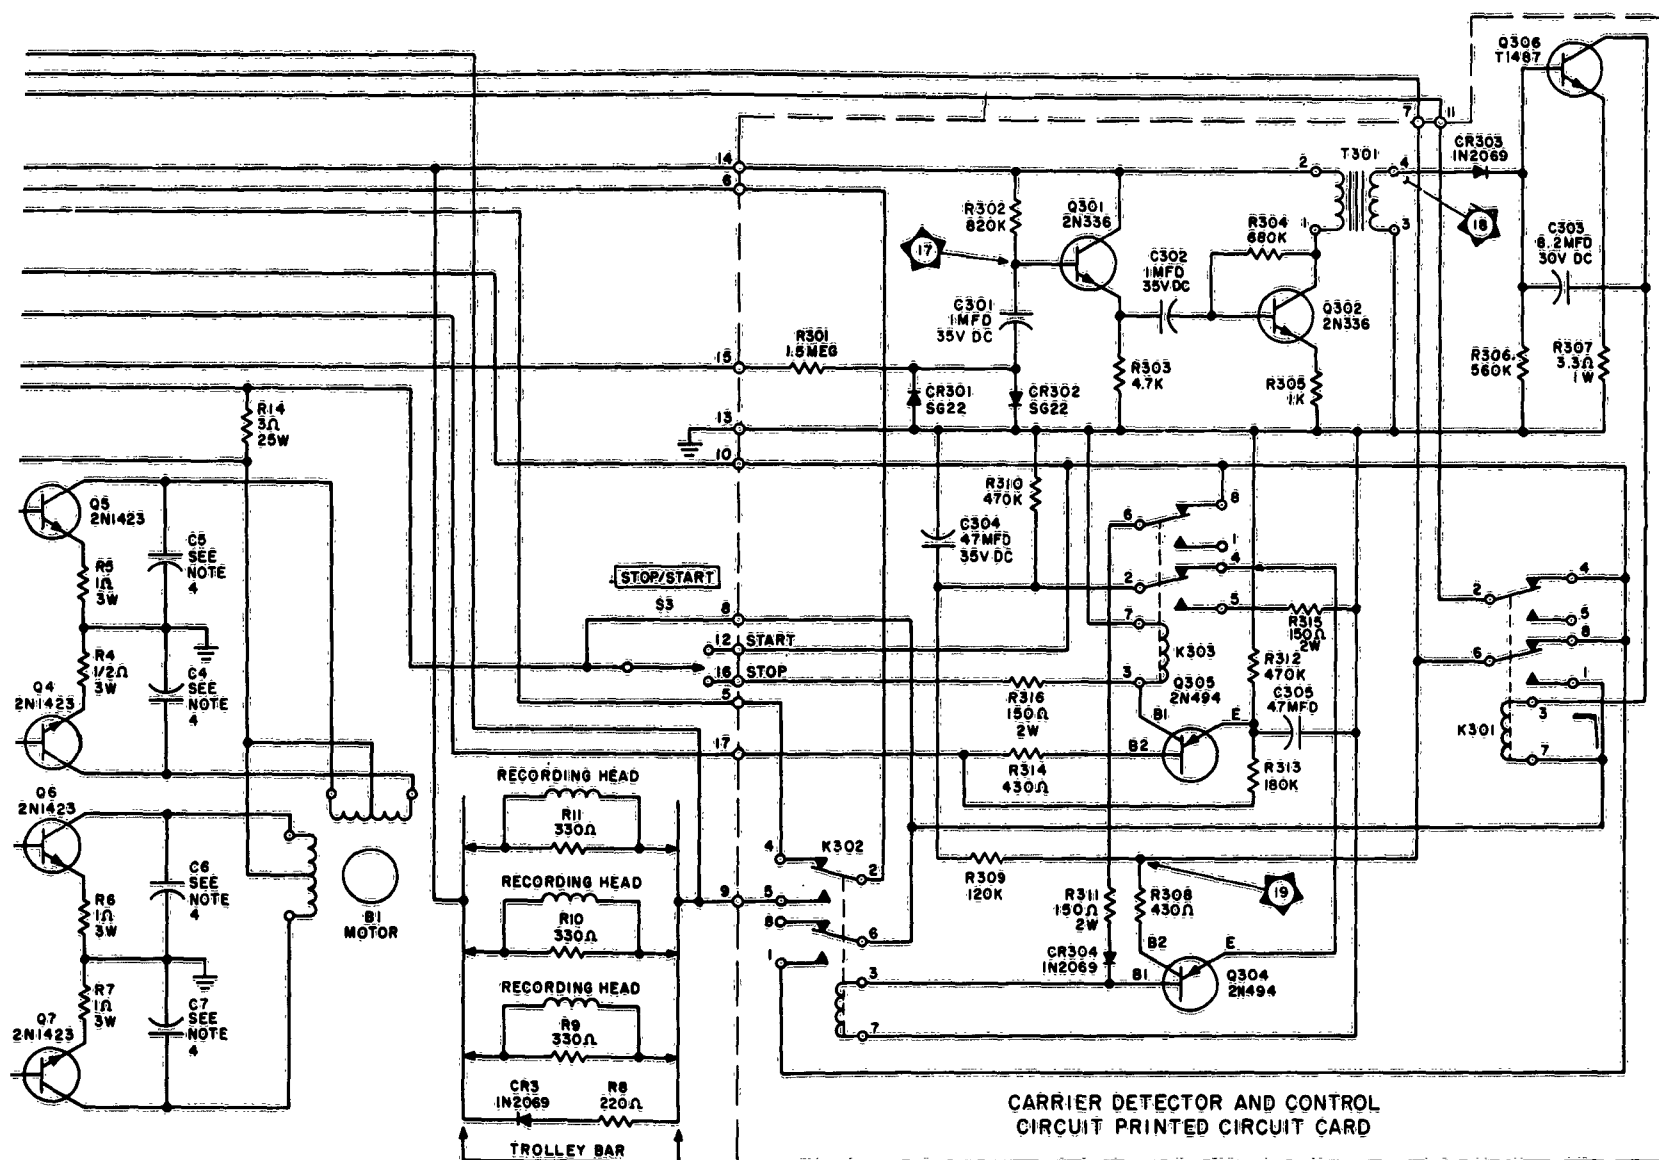 Q306
T1487
7
11
CR303
1N2069
T301
2
4
1
3
18
14
6
R302
820K
Q301
2N336
17
R304
680K
C302
1MFD
35V DC
C303
8.2MFD
30V DC
C301
1MFD
35V DC
Q302
2N336
R301
1.5MEG
15
R303
4.7K
R305
1K
R306
560K
R307
3.3Ω
1W
CR301
SG22
CR302
SG22
R14
3Ω
25W
13
10
R310
470K
C304
47MFD
35V DC
6
8
1
4
2
5
7
3
K303
R315
150Ω
2W
Q5
2N1423
C5
SEE
NOTE
4
R5
1Ω
3W
R4
1/2Ω
3W
C4
SEE
NOTE
4
Q4
2N1423
STOP/START
S3
8
12
START
16
STOP
5
17
R316
150Ω
2W
R314
430Ω
Q305
2N494
B1
E
B2
R312
470K
C305
47MFD
R313
180K
2
4
5
8
6
1
3
7
K301
Q6
2N1423
C6
SEE
NOTE
4
R6
1Ω
3W
B1
MOTOR
R7
1Ω
3W
C7
SEE
NOTE
4
Q7
2N1423
RECORDING HEAD
R11
330Ω
RECORDING HEAD
R10
330Ω
RECORDING HEAD
R9
330Ω
CR3
1N2069
R8
220Ω
TROLLEY BAR
9
4
K302
2
5
8
6
1
3
7
R309
120K
R311
150Ω
2W
R308
430Ω
19
CR304
1N2069
B2
E
B1
Q304
2N494
CARRIER DETECTOR AND CONTROL
CIRCUIT PRINTED CIRCUIT CARD